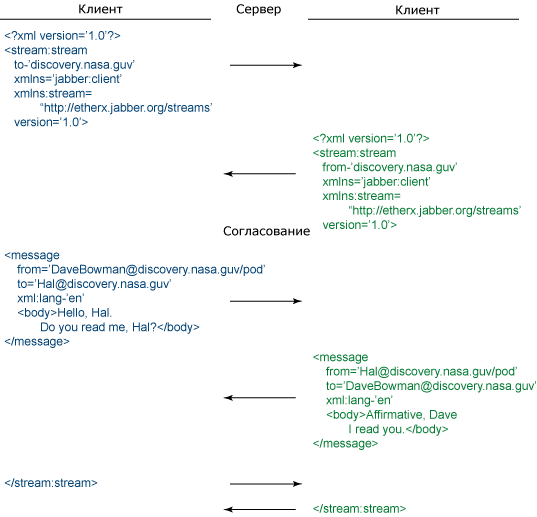 Клиент
Сервер
Клиент
<?xml version='1.0'?>
<stream:stream
to-'discovery.nasa.guv'
xmlns='jabber:client'
xmlns:stream=
“http://etherx.jabber.org/streams’
version='1.0'>
<?xml version='1.0'?>
<stream:stream
from-'discovery.nasa.guv'
xmlns='jabber:client'
xmlns:stream=
“http://etherx.jabber.org/streams’
version='1.0'>
Согласование
<message
from='DaveBowman@discovery.nasa.guv/pod'
to='Hal@discovery.nasa.guv'
xml:lang-'en'
<body>Hello, Hal.
Do you read me, Hal?</body>
</message>
<message
from='Hal@discovery.nasa.guv/pod'
to='DaveBowman@discovery.nasa.guv'
xml:lang-'en'
<body>Affirmative, Dave
I read you.</body>
</message>
</stream:stream>
</stream:stream>